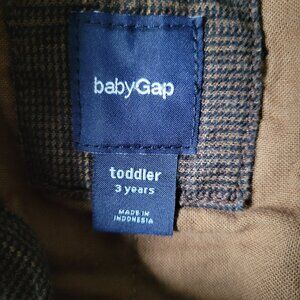 babyGap
toddler
3 years
MADE IN
INDONESIA